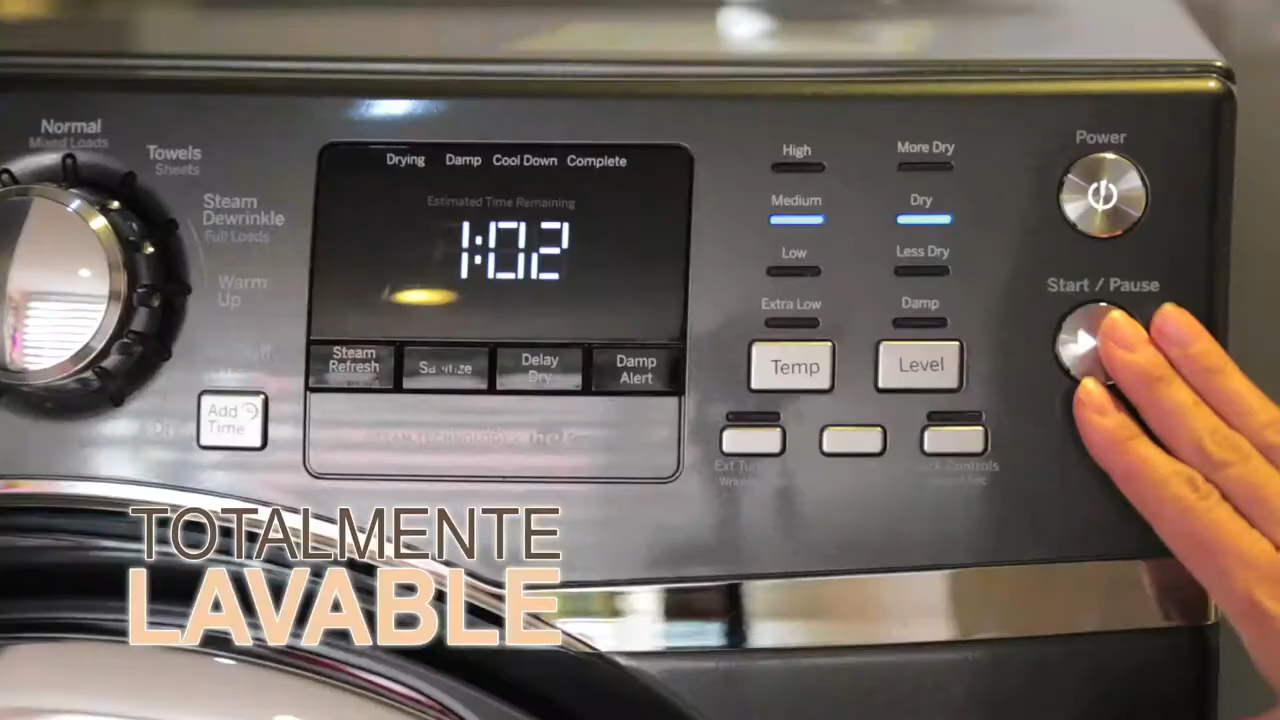 Normal
Mixed Loads
Towels
Sheets
Steam
Dewrinkle
Full Loads
Warm
Up
Add
Time
Drying Damp Cool Down Complete
Estimated Time Remaining
1:02
Steam
Refresh
Sanitize
Delay
Dry
Damp
Alert
High
Medium
Low
Extra Low
Temp
More Dry
Dry
Less Dry
Damp
Level
Controls
Power
Start / Pause
TOTALMENTE
LAVABLE